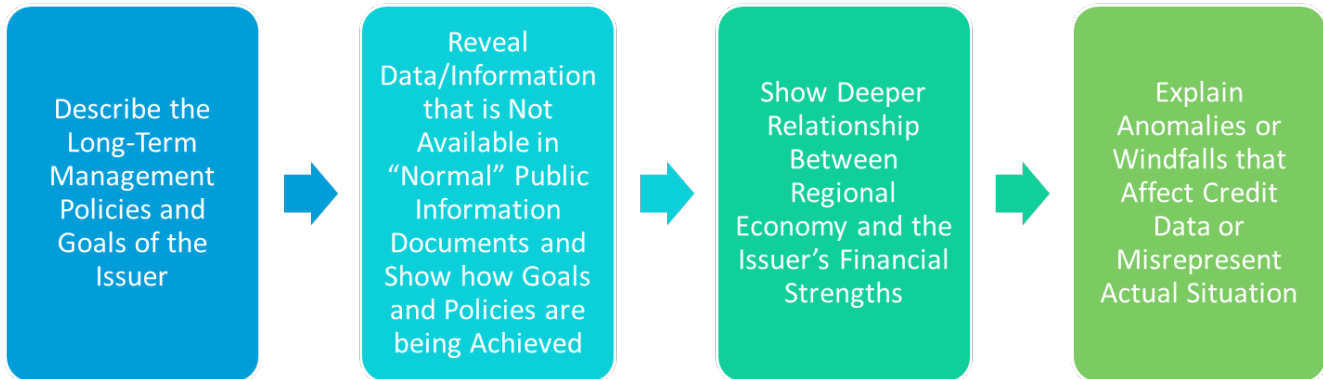 Describe the
Long-Term
Management
Policies and
Goals of the
Issuer
Reveal
Data/Information
that is Not
Available in
“Normal” Public
Information
Documents and
Show how Goals
and Policies are
being Achieved
Show Deeper
Relationship
Between
Regional
Economy and the
Issuer’s Financial
Strengths
Explain
Anomalies or
Windfalls that
Affect Credit
Data or
Misrepresent
Actual Situation